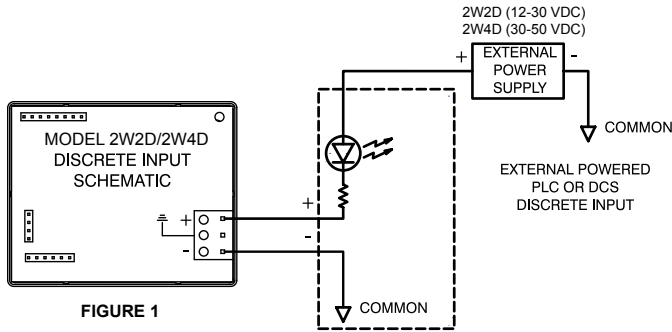 2W2D (12-30 VDC)
2W4D (30-50 VDC)
+
EXTERNAL
POWER
SUPPLY
-
COMMON
EXTERNAL POWERED
PLC OR DCS
DISCRETE INPUT
MODEL 2W2D/2W4D
DISCRETE INPUT
SCHEMATIC
+
-
+
-
COMMON
FIGURE 1